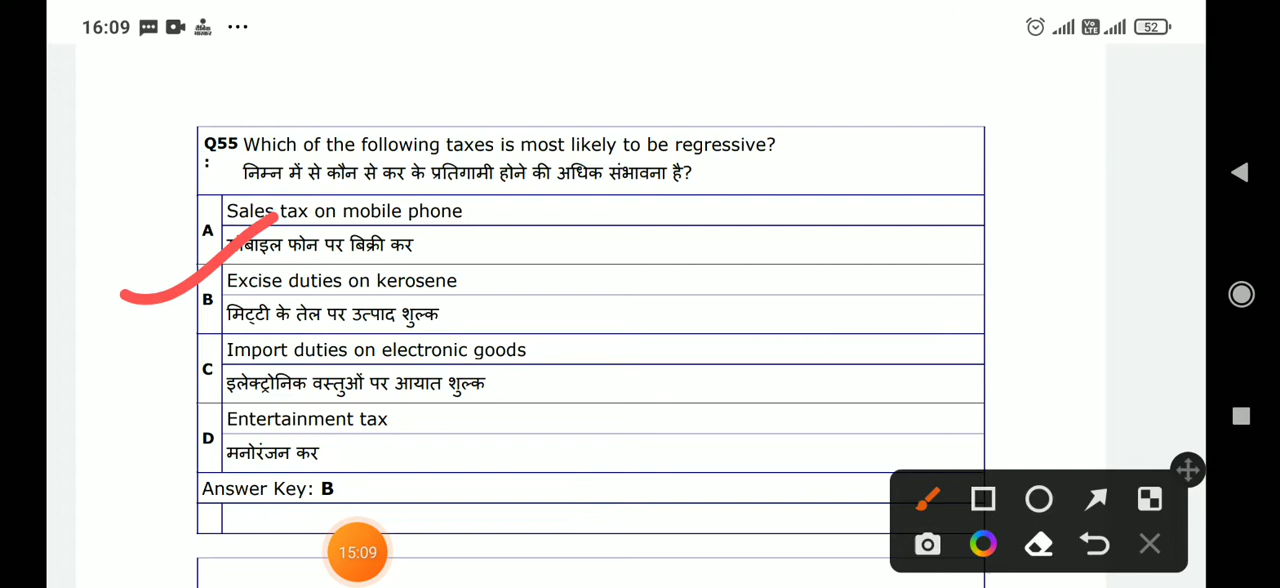 16:09
52
Q55 Which of the following taxes is most likely to be regressive?
: निम्न में से कौन से कर के प्रतिगामी होने की अधिक संभावना है?
A Sales tax on mobile phone
मोबाइल फोन पर बिक्री कर
B Excise duties on kerosene
मिट्टी के तेल पर उत्पाद शुल्क
C Import duties on electronic goods
इलेक्ट्रोनिक वस्तुओं पर आयात शुल्क
D Entertainment tax
मनोरंजन कर
Answer Key: B
15:09